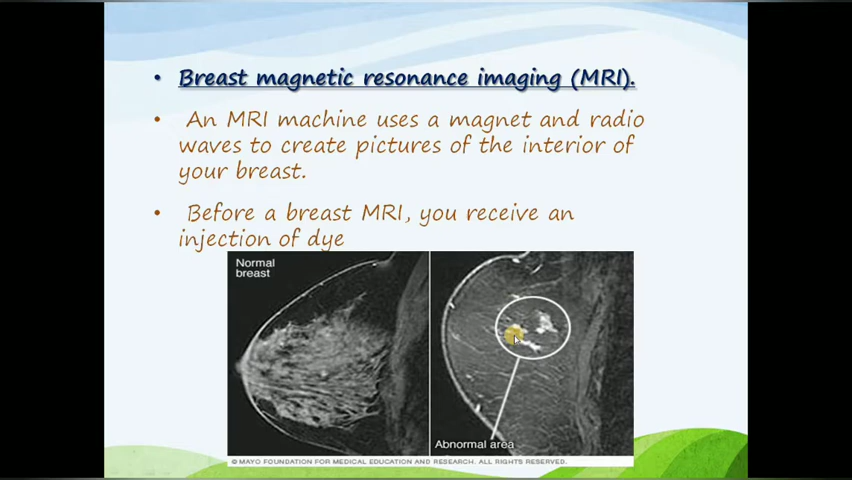 • Breast magnetic resonance imaging (MRI).
• An MRI machine uses a magnet and radio
waves to create pictures of the interior of
your breast.
• Before a breast MRI, you receive an
injection of dye
Normal
breast
Abnormal area
© MAYO FOUNDATION FOR MEDICAL EDUCATION AND RESEARCH. ALL RIGHTS RESERVED.